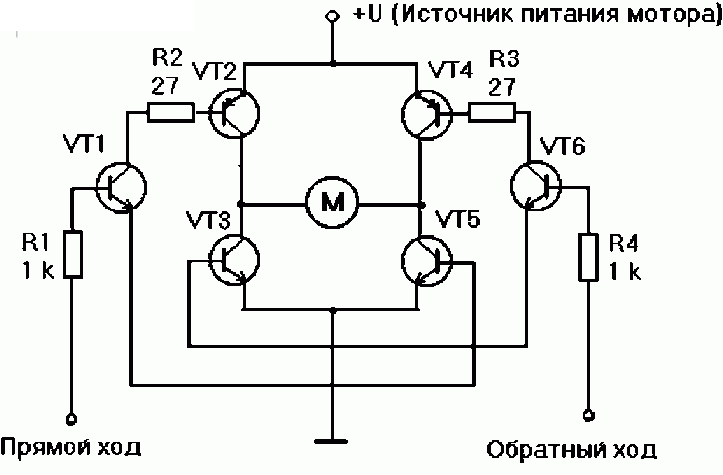 +U (Источник питания мотора)
R2
27
VT2
VT4
R3
27
VT1
VT6
M
VT3
VT5
R1
1 k
R4
1 k
Прямой ход
Обратный ход